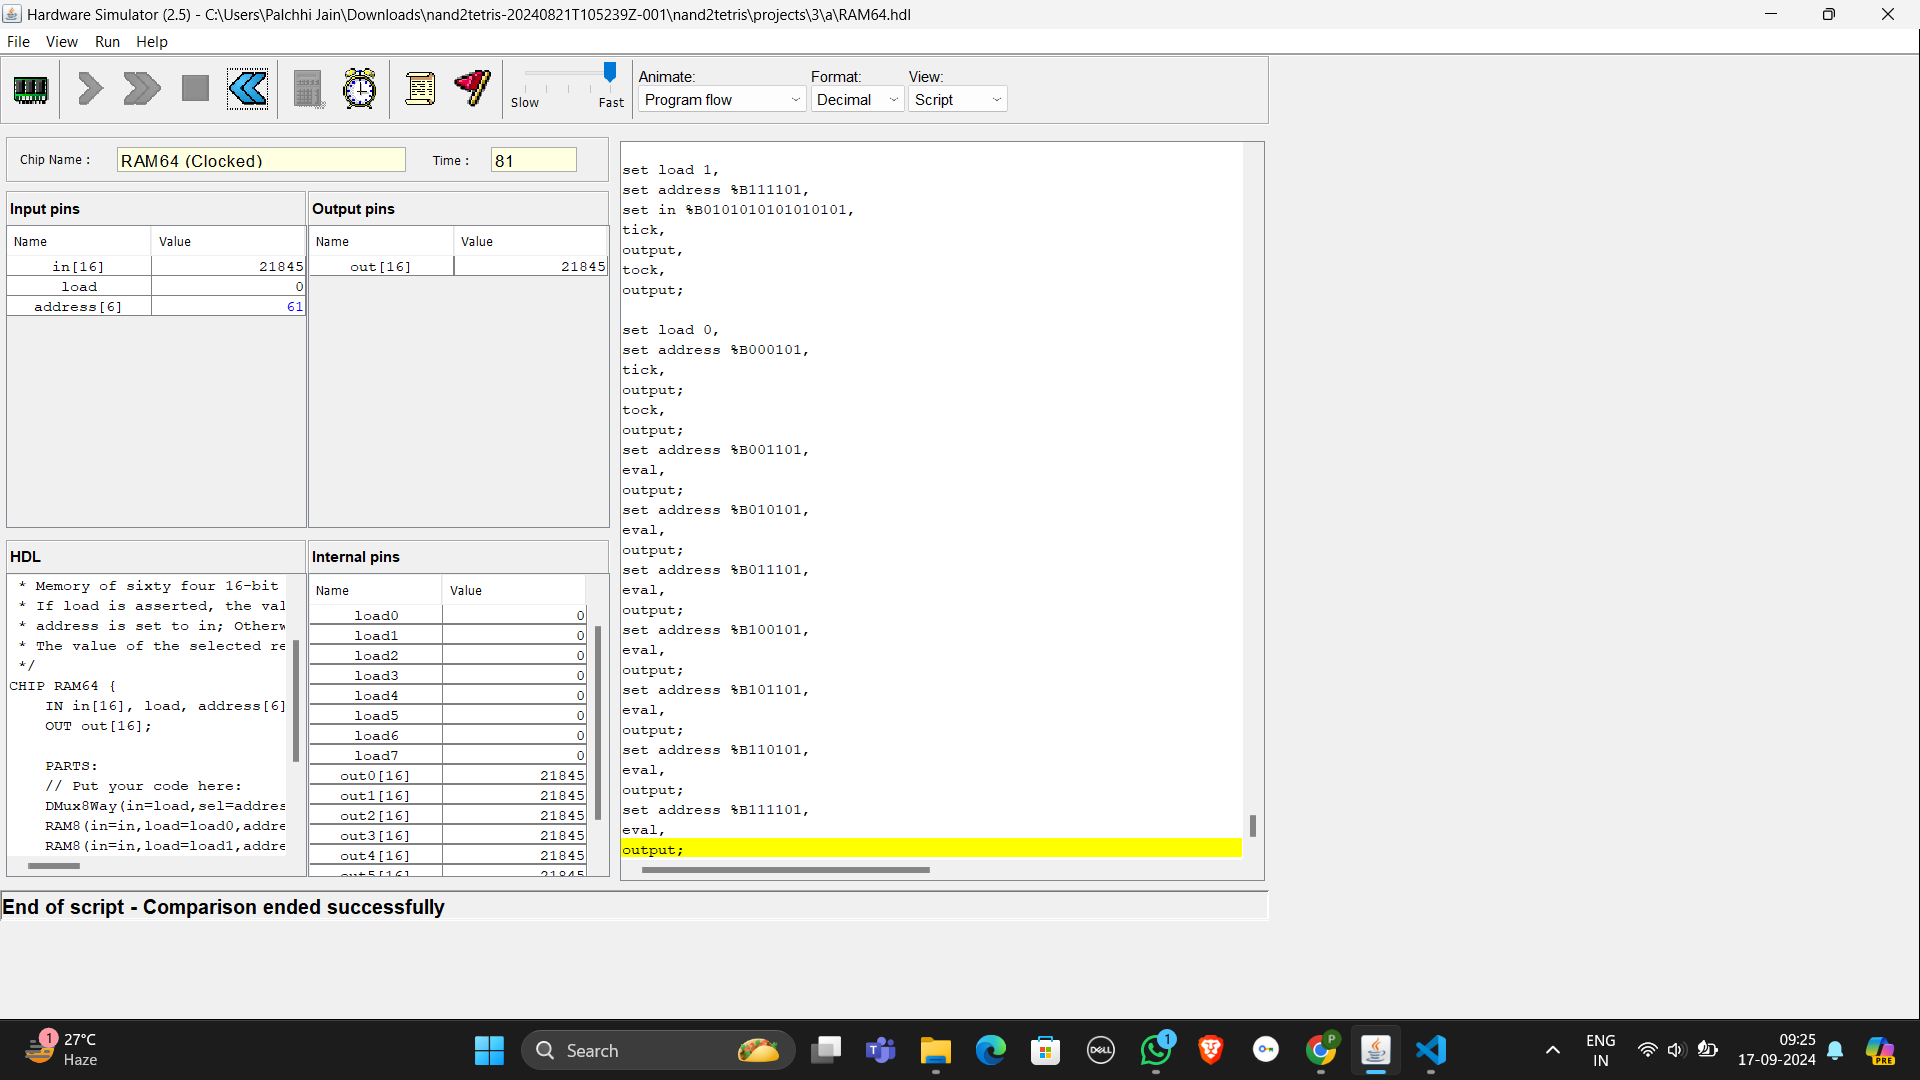 Hardware Simulator (2.5) - C:\Users\Palchhi Jain\Downloads\nand2tetris-20240821T105239Z-001\nand2tetris\projects\3\a\RAM64.hdl
File View Run Help
Slow Fast
Animate: Format: View:
Program flow Decimal Script
Chip Name : RAM64 (Clocked) Time : 81
Input pins
Name Value
in[16] 21845
load 0
address[6] 61
Output pins
Name Value
out[16] 21845
HDL
* Memory of sixty four 16-bit
* If load is asserted, the val
* address is set to in; Otherw
* The value of the selected re
*/
CHIP RAM64 {
IN in[16], load, address[6]
OUT out[16];
PARTS:
// Put your code here:
DMux8Way(in=load,sel=addres
RAM8(in=in,load=load0,addre
RAM8(in=in,load=load1,addre
Internal pins
Name Value
load0 0
load1 0
load2 0
load3 0
load4 0
load5 0
load6 0
load7 0
out0[16] 21845
out1[16] 21845
out2[16] 21845
out3[16] 21845
out4[16] 21845
out5[16] 21845
set load 1,
set address %B111101,
set in %B0101010101010101,
tick,
output,
tock,
output;
set load 0,
set address %B000101,
tick,
output;
tock,
output;
set address %B001101,
eval,
output;
set address %B010101,
eval,
output;
set address %B011101,
eval,
output;
set address %B100101,
eval,
output;
set address %B101101,
eval,
output;
set address %B110101,
eval,
output;
set address %B111101,
eval,
output;
End of script - Comparison ended successfully
1
27°C
Haze
Search
DELL
1
P
ENG
IN
09:25
17-09-2024
PRE